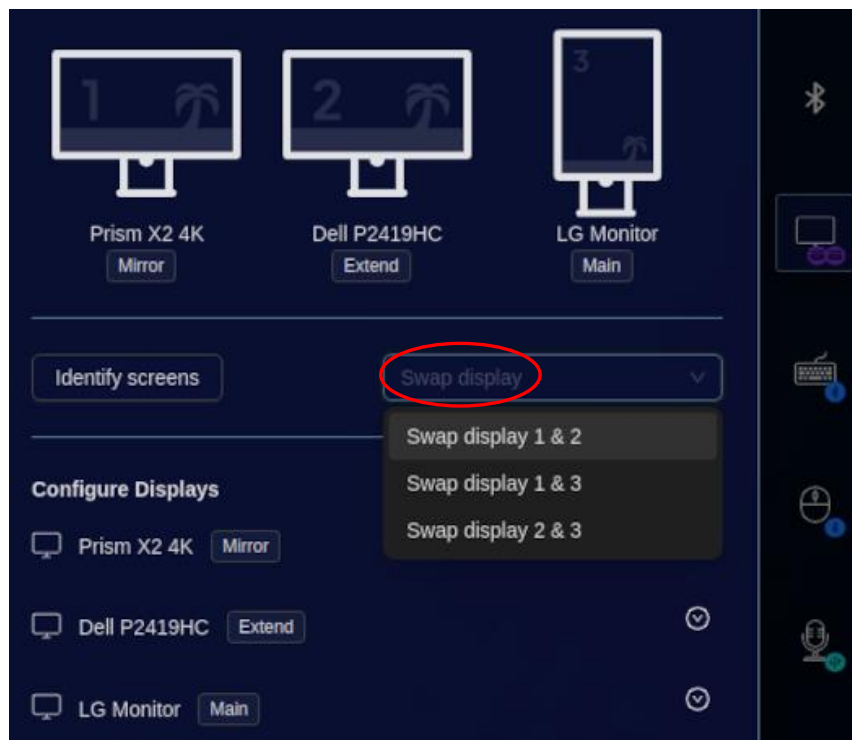 1
2
3
Prism X2 4K
Dell P2419HC
LG Monitor
Mirror
Extend
Main
Identify screens
Swap display
Swap display 1 & 2
Swap display 1 & 3
Swap display 2 & 3
Configure Displays
Prism X2 4K Mirror
Dell P2419HC Extend
LG Monitor Main